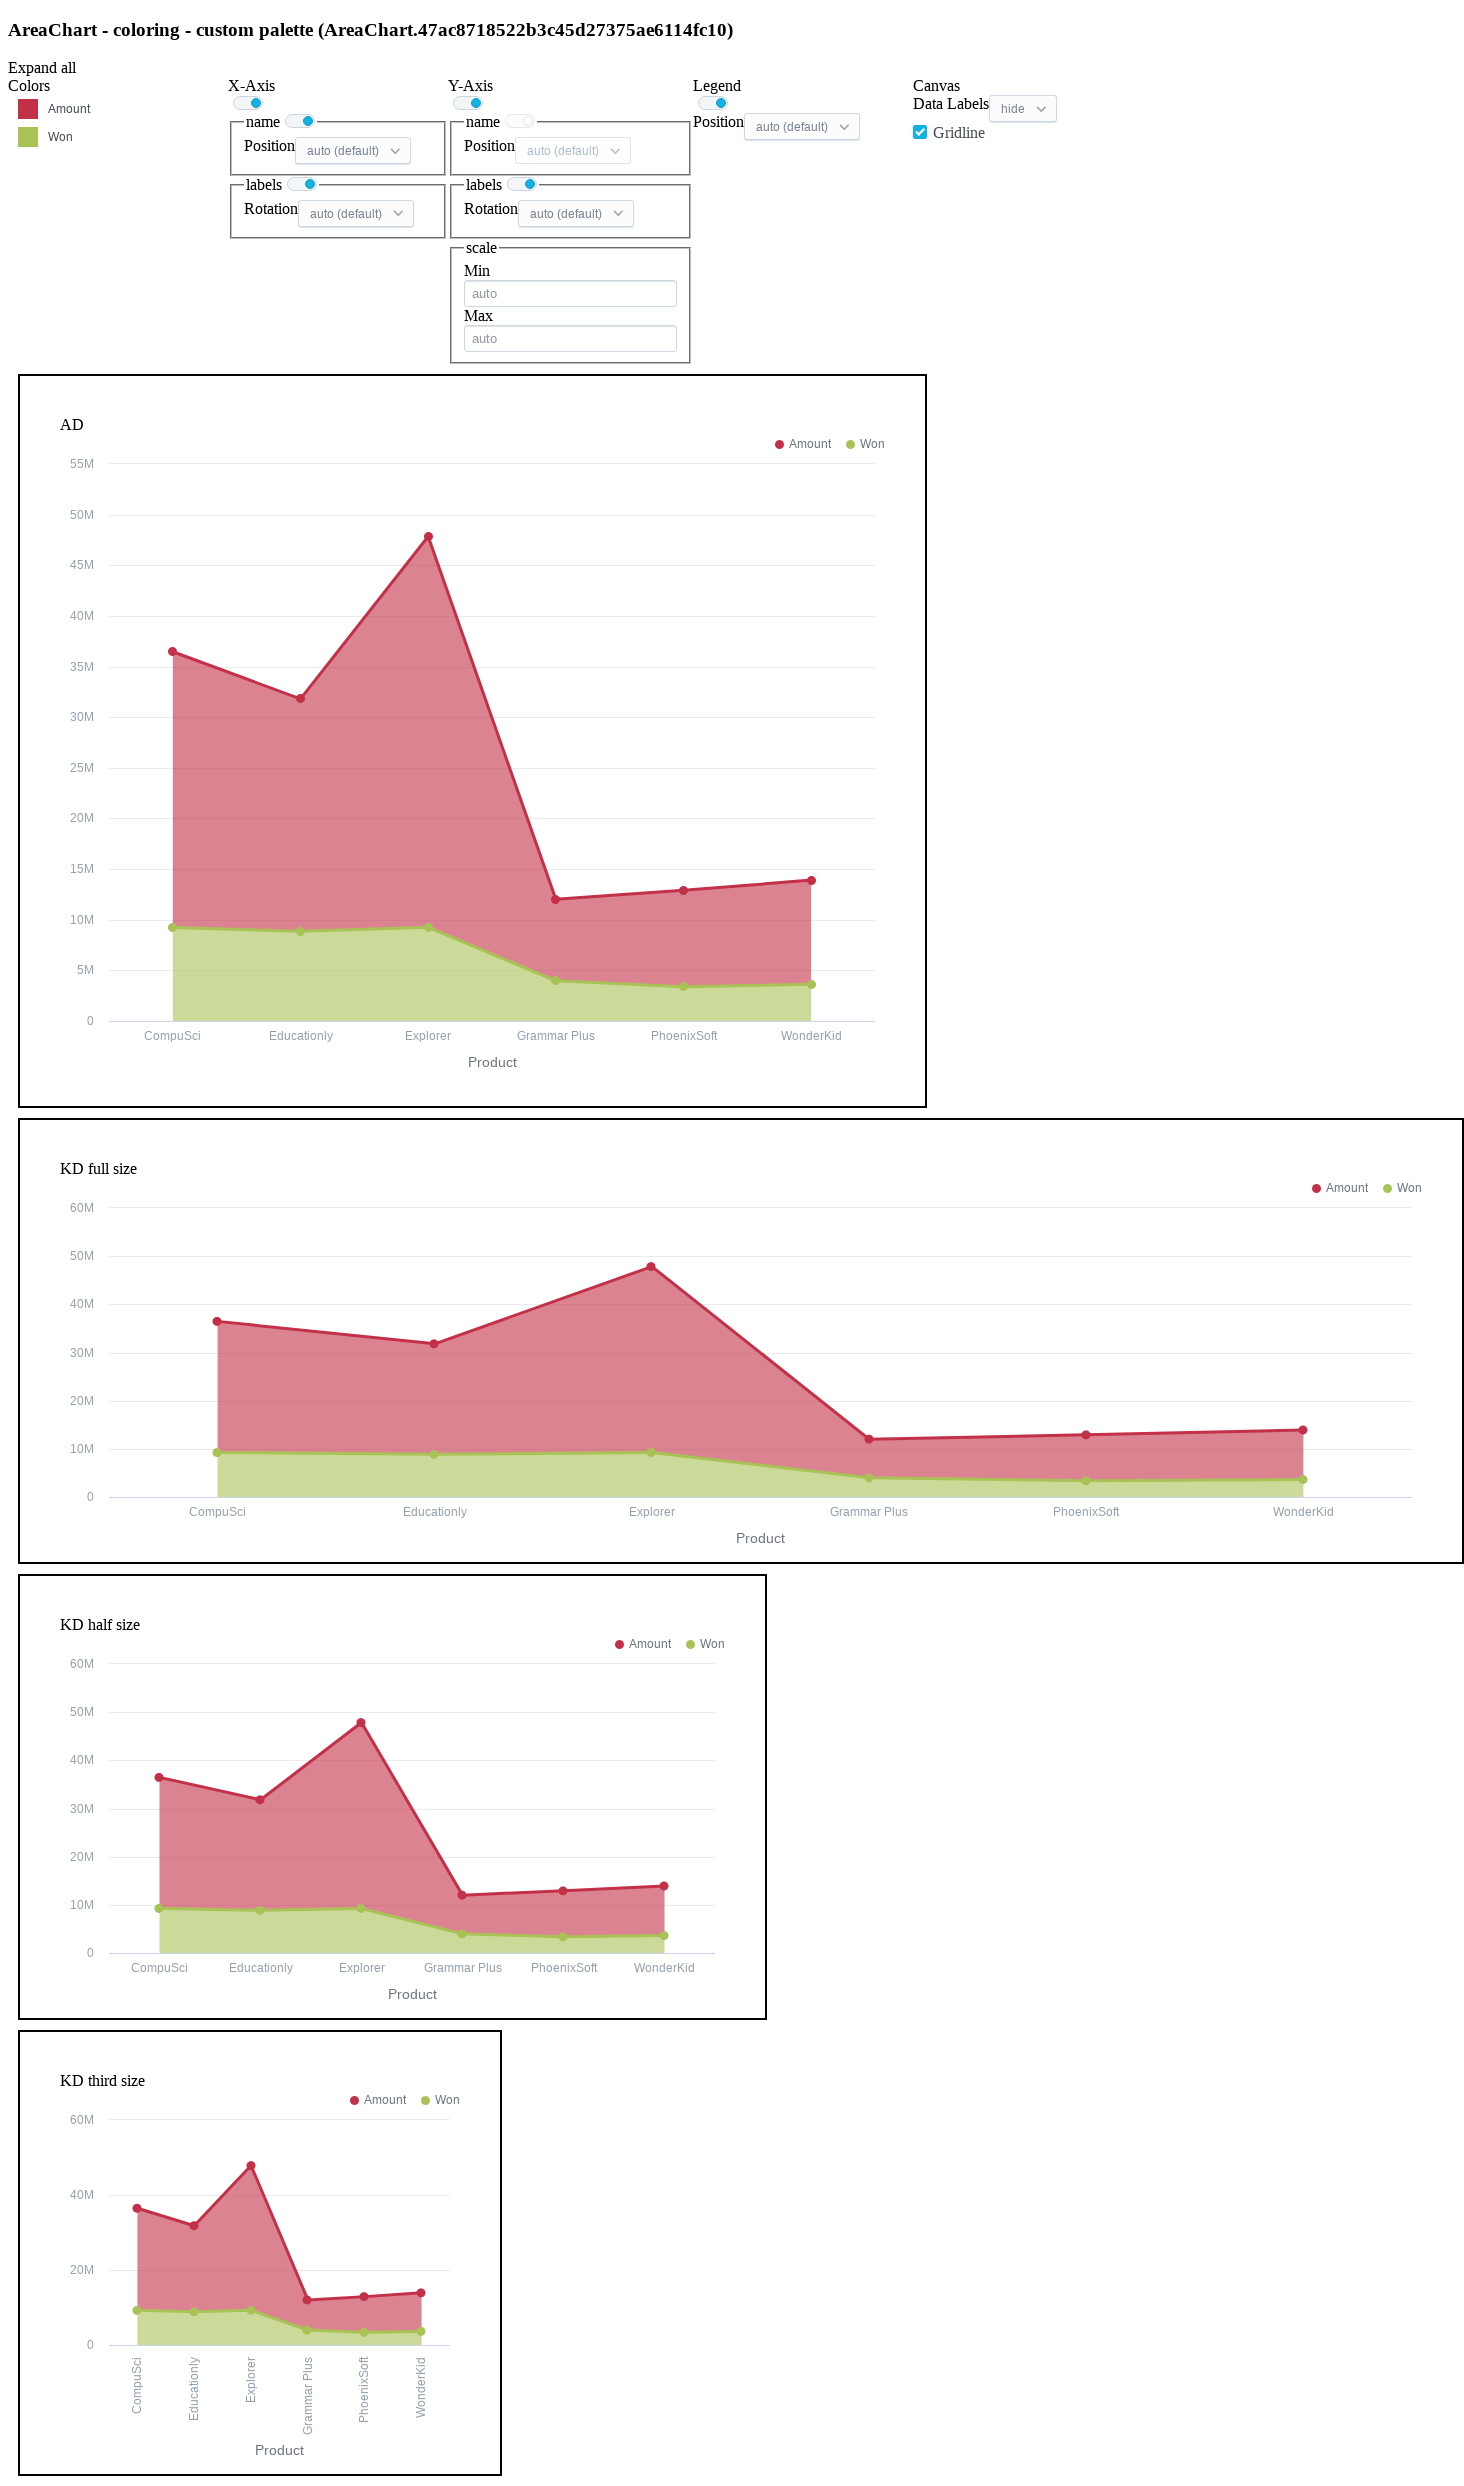 AreaChart - coloring - custom palette (AreaChart.47ac8718522b3c45d27375ae6114fc10)
Expand all
Colors
Amount
Won
X-Axis
name
Position auto (default)
labels
Rotation auto (default)
Y-Axis
name
Position auto (default)
labels
Rotation auto (default)
scale
Min
auto
Max
auto
Legend
Position auto (default)
Canvas
Data Labels hide
Gridline
AD
Amount Won
55M
50M
45M
40M
35M
30M
25M
20M
15M
10M
5M
0
CompuSci Educationly Explorer Grammar Plus PhoenixSoft WonderKid
Product
KD full size
Amount Won
60M
50M
40M
30M
20M
10M
0
CompuSci Educationly Explorer Grammar Plus PhoenixSoft WonderKid
Product
KD half size
Amount Won
60M
50M
40M
30M
20M
10M
0
CompuSci Educationly Explorer Grammar Plus PhoenixSoft WonderKid
Product
KD third size
Amount Won
60M
40M
20M
0
CompuSci Educationly Explorer Grammar Plus PhoenixSoft WonderKid
Product